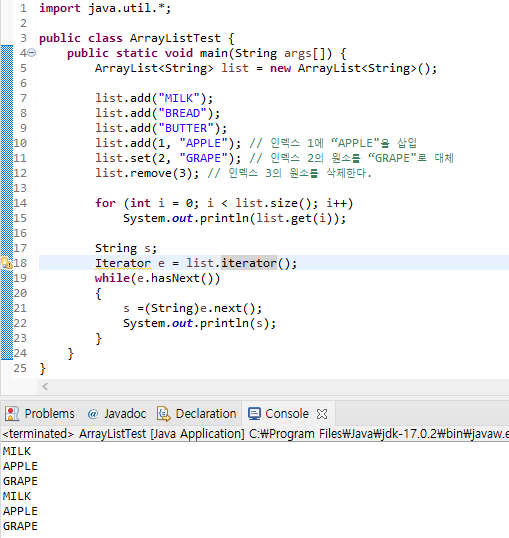 1 import java.util.*;
2
3 public class ArrayListTest {
4 public static void main(String args[]) {
5 ArrayList<String> list = new ArrayList<String>();
6
7 list.add("MILK");
8 list.add("BREAD");
9 list.add("BUTTER");
10 list.add(1, "APPLE"); // 인덱스 1에 “APPLE”을 삽입
11 list.set(2, "GRAPE"); // 인덱스 2의 원소를 “GRAPE”로 대체
12 list.remove(3); // 인덱스 3의 원소를 삭제한다.
13
14 for (int i = 0; i < list.size(); i++)
15 System.out.println(list.get(i));
16
17 String s;
18 Iterator e = list.iterator();
19 while(e.hasNext())
20 {
21 s =(String)e.next();
22 System.out.println(s);
23 }
24 }
25 }
Problems @ Javadoc Declaration Console
<terminated> ArrayListTest [Java Application] C:₩Program Files₩Java₩jdk-17.0.2₩bin₩javaw.e
MILK
APPLE
GRAPE
MILK
APPLE
GRAPE